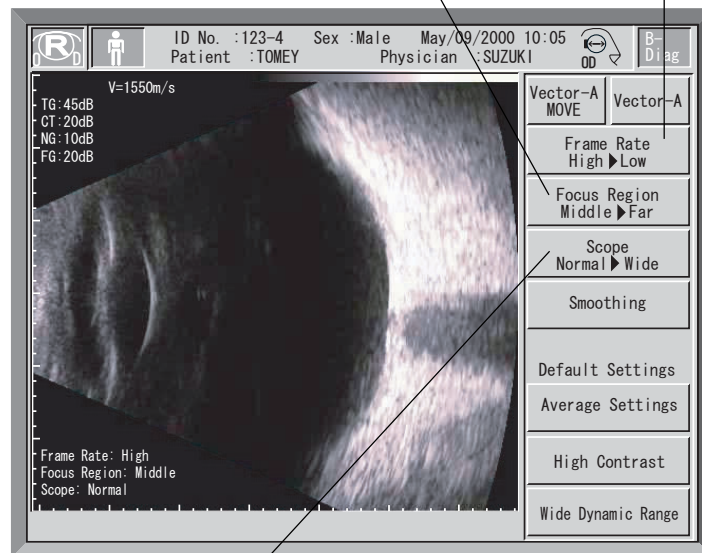 R
ID No. :123-4 Sex :Male May/09/2000 10:05
Patient :TOMEY Physician :SUZUKI
OD
B-
Diag
V=1550m/s
TG:45dB
CT:20dB
NG:10dB
FG:20dB
Frame Rate: High
Focus Region: Middle
Scope: Normal
Vector-A
MOVE
Vector-A
Frame Rate
High▶Low
Focus Region
Middle▶Far
Scope
Normal▶Wide
Smoothing
Default Settings
Average Settings
High Contrast
Wide Dynamic Range